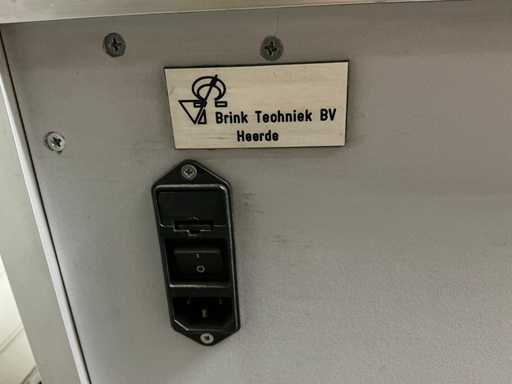 Brink Techniek BV
Heerde
I
O